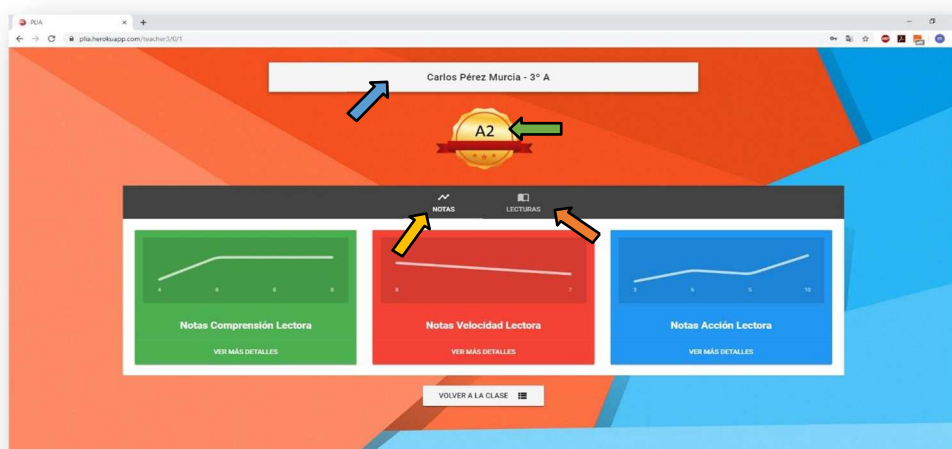 PLIA
plia.herokuapp.com/teacher3/0/1
Carlos Pérez Murcia - 3º A
A2
NOTAS
LECTURAS
4 8 8 8
Notas Comprensión Lectora
VER MÁS DETALLES
8 7
Notas Velocidad Lectora
VER MÁS DETALLES
3 6 5 10
Notas Acción Lectora
VER MÁS DETALLES
VOLVER A LA CLASE